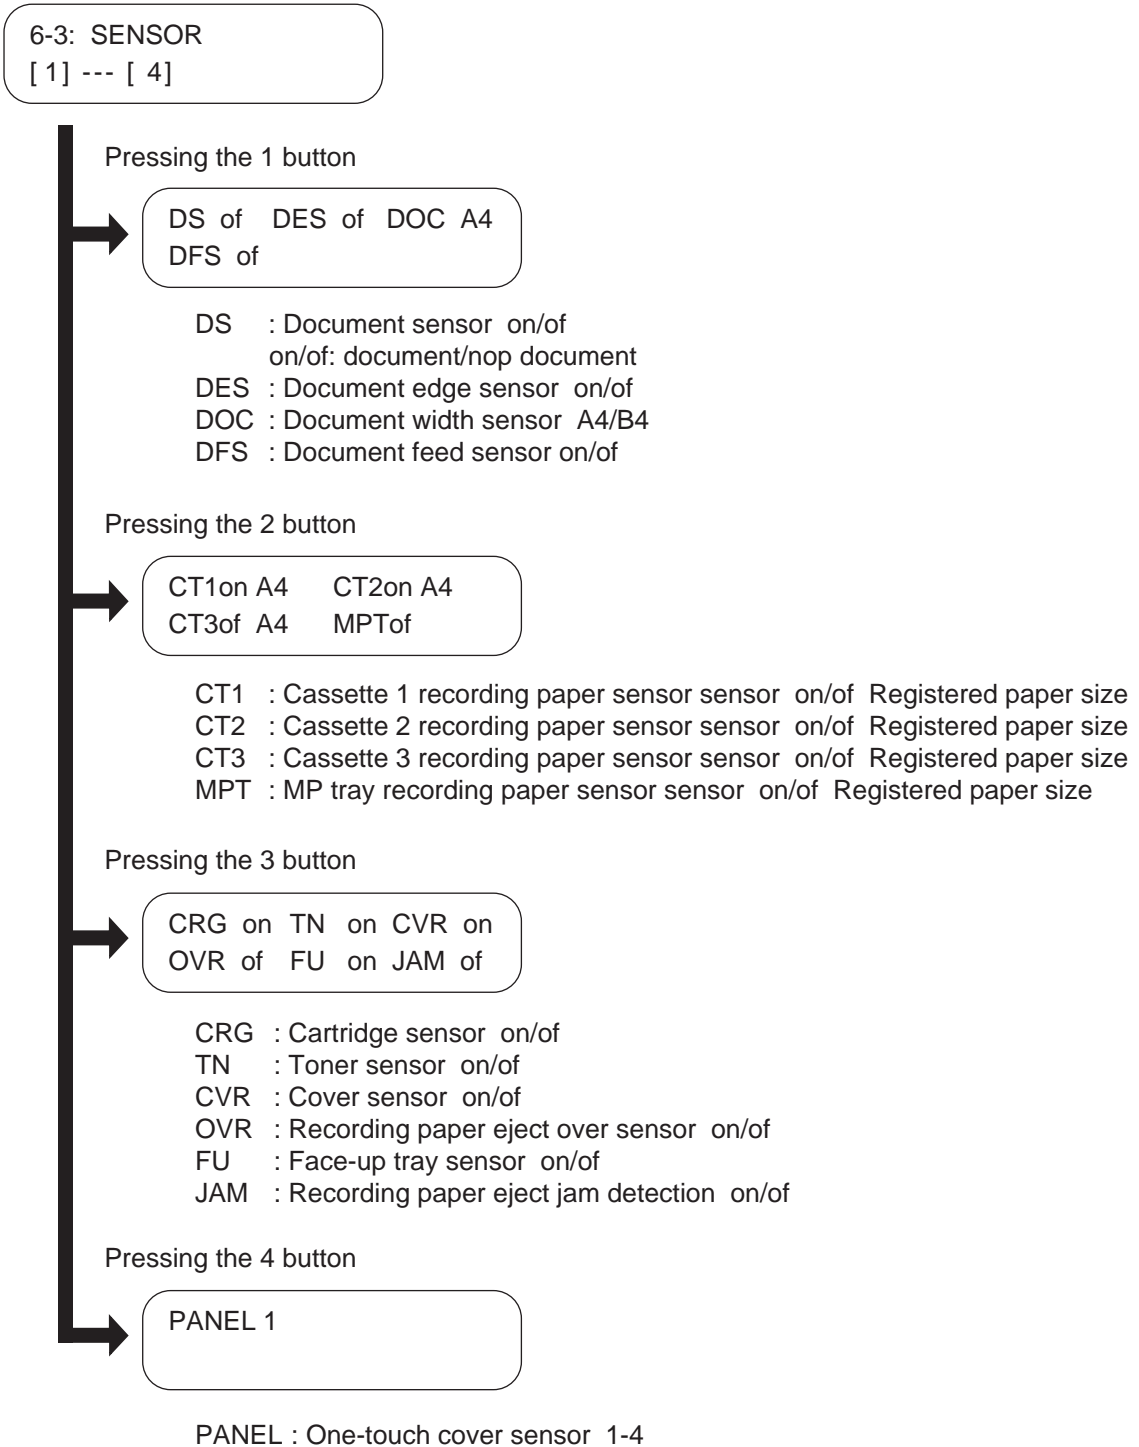 6-3: SENSOR
[ 1] --- [ 4]
Pressing the 1 button
DS of DES of DOC A4
DFS of
DS : Document sensor on/of
on/of: document/nop document
DES : Document edge sensor on/of
DOC : Document width sensor A4/B4
DFS : Document feed sensor on/of
Pressing the 2 button
CT1on A4 CT2on A4
CT3of A4 MPTof
CT1 : Cassette 1 recording paper sensor sensor on/of Registered paper size
CT2 : Cassette 2 recording paper sensor sensor on/of Registered paper size
CT3 : Cassette 3 recording paper sensor sensor on/of Registered paper size
MPT : MP tray recording paper sensor sensor on/of Registered paper size
Pressing the 3 button
CRG on TN on CVR on
OVR of FU on JAM of
CRG : Cartridge sensor on/of
TN : Toner sensor on/of
CVR : Cover sensor on/of
OVR : Recording paper eject over sensor on/of
FU : Face-up tray sensor on/of
JAM : Recording paper eject jam detection on/of
Pressing the 4 button
PANEL 1
PANEL : One-touch cover sensor 1-4